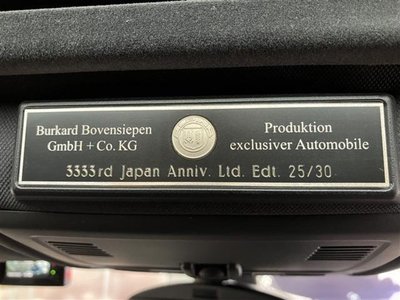 Burkard Bovensiepen
GmbH + Co. KG
Produktion
exclusiver Automobile
3333rd Japan Anniv. Ltd. Edt. 25/30